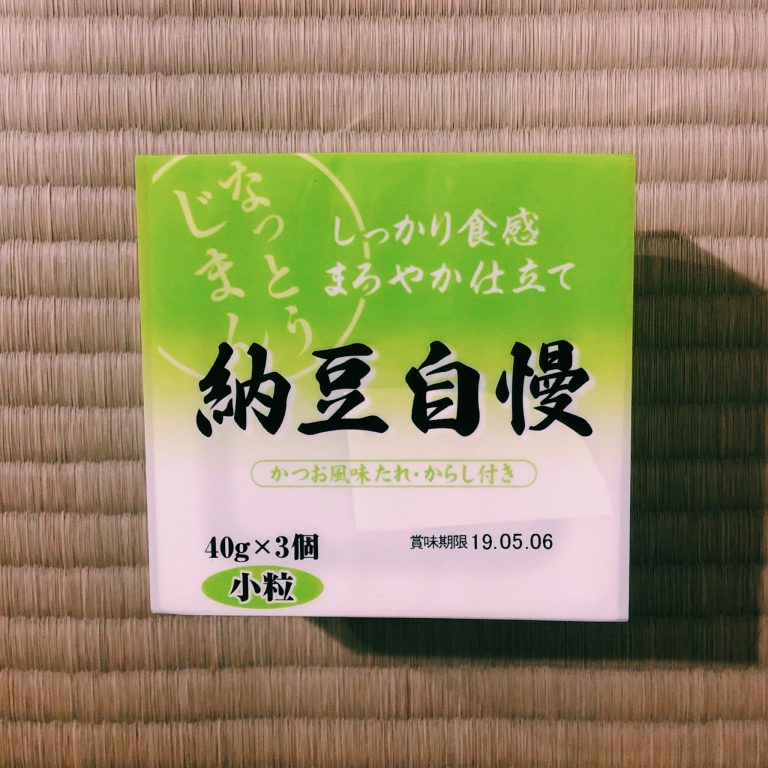 なっとう
じまん
しっかり食感
まろやか仕立て
納豆自慢
かつお風味たれ・からし付き
40g×3個
賞味期限 19.05.06
小粒